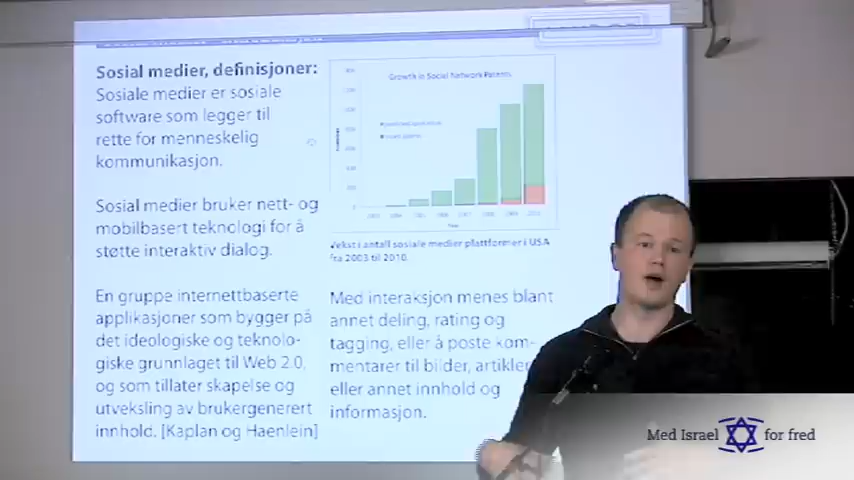 Sosial medier, definisjoner:
Sosiale medier er sosiale
software som legger til
rette for menneskelig
kommunikasjon.
Sosial medier bruker nett- og
mobilbasert teknologi for å
støtte interaktiv dialog.
En gruppe internettbaserte
applikasjoner som bygger på
det ideologiske og teknolo-
giske grunnlaget til Web 2.0,
og som tillater skapelse og
utveksling av brukergenerert
innhold. [Kaplan og Haenlein]
Growth in Social Network Patents
Vekst i antall sosiale medier plattformer i USA
fra 2003 til 2010.
Med interaksjon menes blant
annet deling, rating og
tagging, eller å poste kom-
mentarer til bilder, artikler
eller annet innhold og
informasjon.
Med Israel for fred